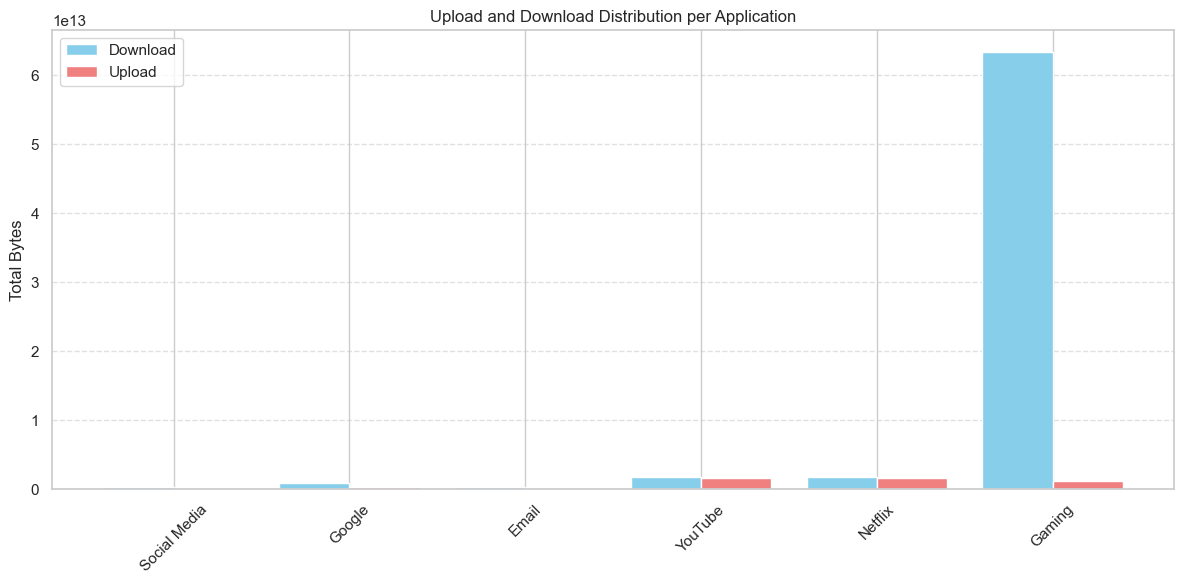 Upload and Download Distribution per Application
1e13
Download
Upload
6
5
4
3
2
1
0
Total Bytes
Social Media
Google
Email
YouTube
Netflix
Gaming